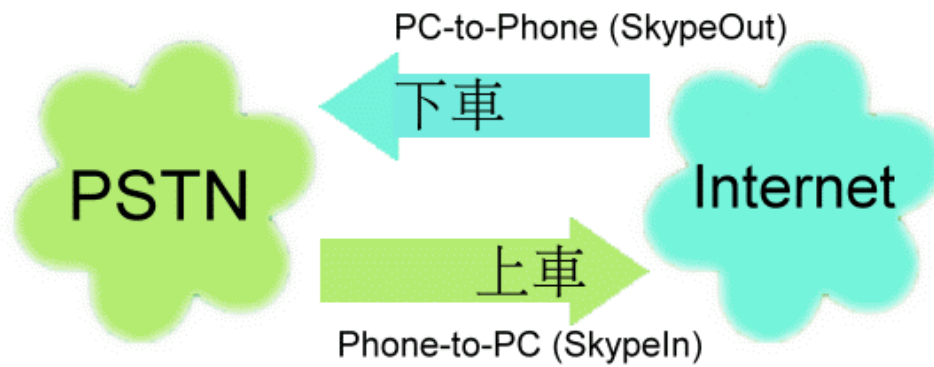 PC-to-Phone (SkypeOut)
下車
PSTN
Internet
上車
Phone-to-PC (SkypeIn)